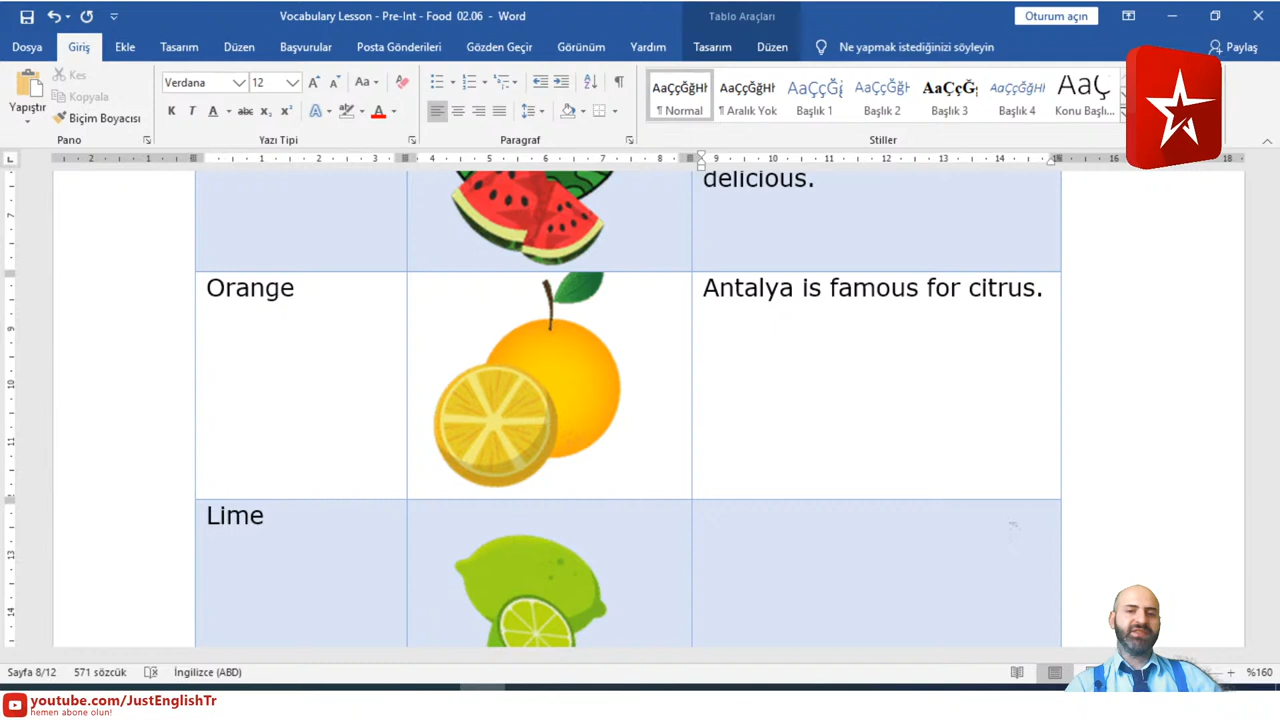 Vocabulary Lesson - Pre-Int - Food 02.06 - Word
Tablo Araçları
Oturum açın
Dosya Giriş Ekle Tasarım Düzen Başvurular Posta Gönderileri Gözden Geçir Görünüm Yardım Tasarım Düzen Ne yapmak istediğinizi söyleyin Paylaş
Yapıştır
Kes
Kopyala
Biçim Boyacısı
Verdana 12
Pano
Yazı Tipi
Paragraf
Stiller
AaÇçĞğHł AaÇçĞğHł AaÇçĞğ AaÇçĞğH AaÇçĞ AaÇçĞğHł AaÇ
¶ Normal ¶ Aralık Yok Başlık 1 Başlık 2 Başlık 3 Başlık 4 Konu Başlı...
delicious.
Orange
Antalya is famous for citrus.
Lime
Sayfa 8/12 571 sözcük İngilizce (ABD) %160
youtube.com/JustEnglishTr
hemen abone olun!